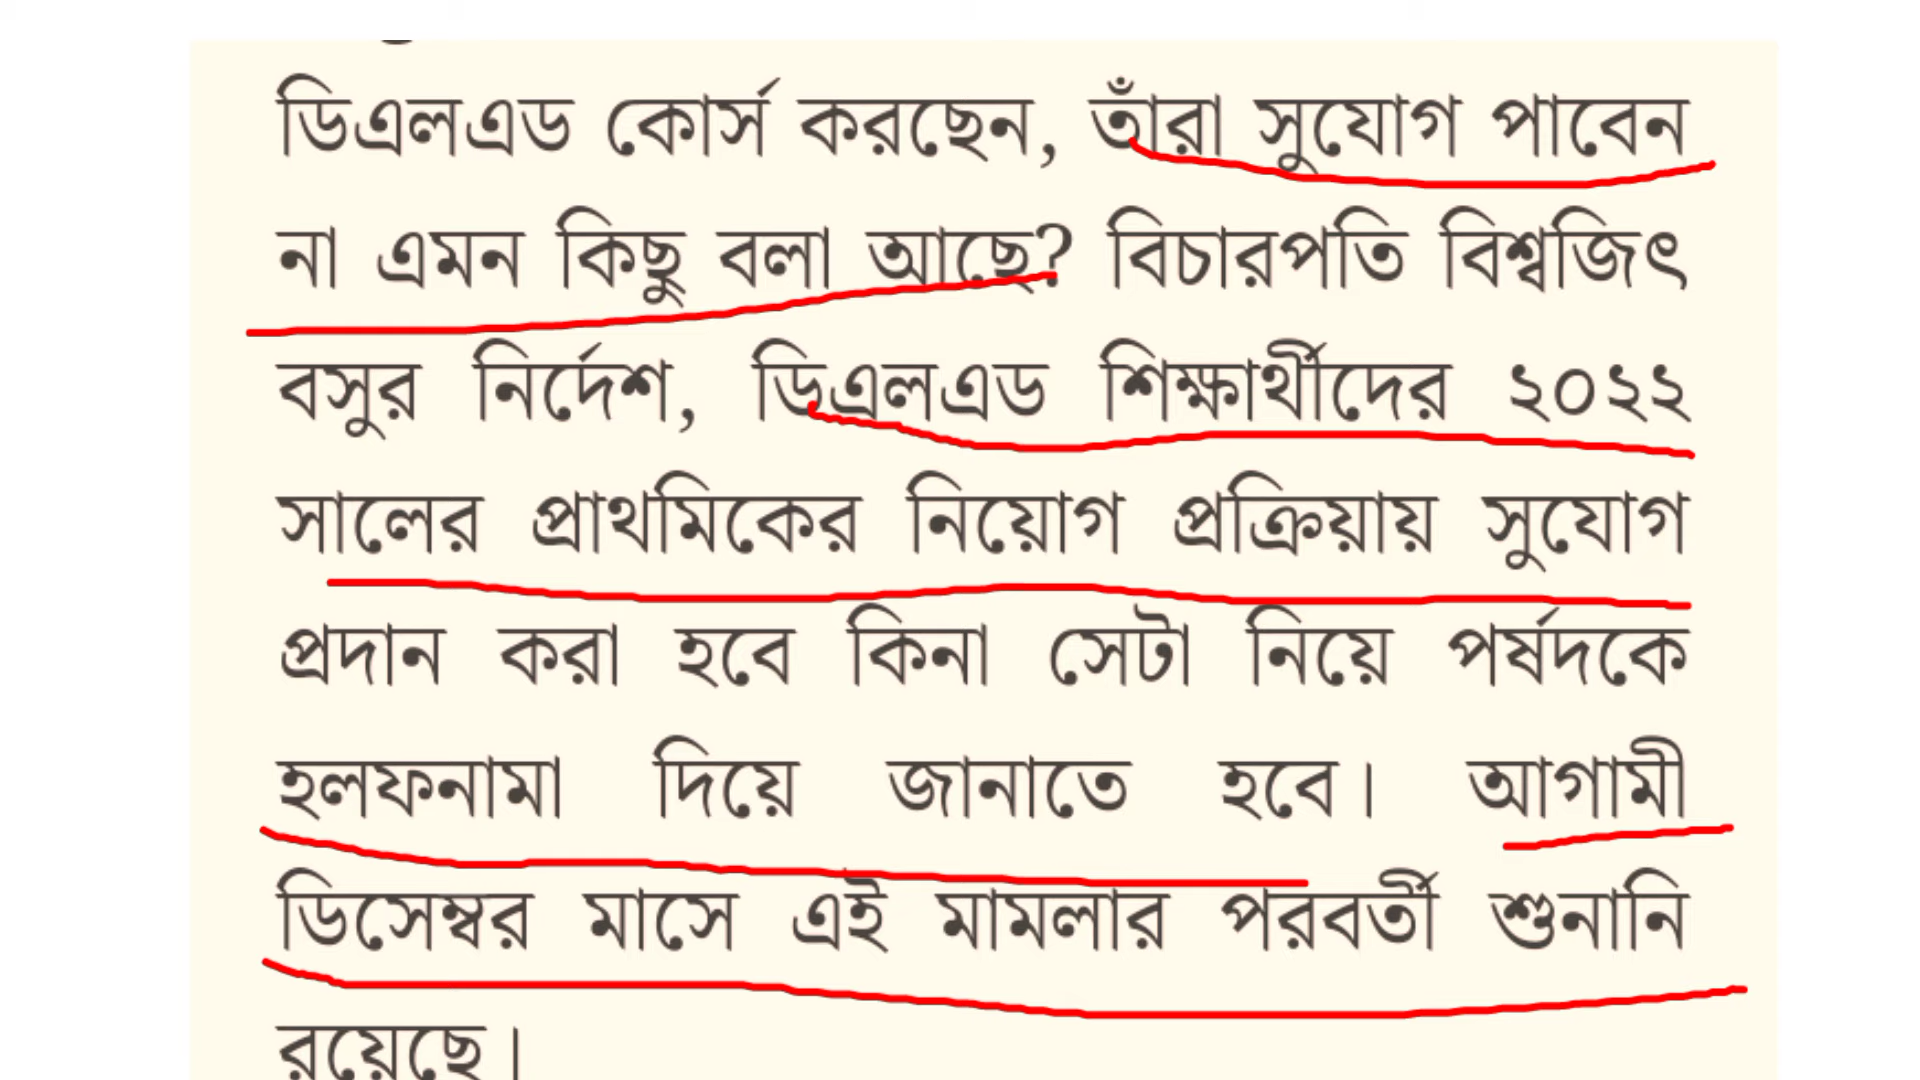 ডিএলএড কোর্স করছেন, তাঁরা সুযোগ পাবেন
না এমন কিছু বলা আছে? বিচারপতি বিশ্বজিৎ
বসুর নির্দেশ, ডিএলএড শিক্ষার্থীদের ২০২২
সালের প্রাথমিকের নিয়োগ প্রক্রিয়ায় সুযোগ
প্রদান করা হবে কিনা সেটা নিয়ে পর্ষদকে
হলফনামা দিয়ে জানাতে হবে। আগামী
ডিসেম্বর মাসে এই মামলার পরবর্তী শুনানি
রয়েছে।